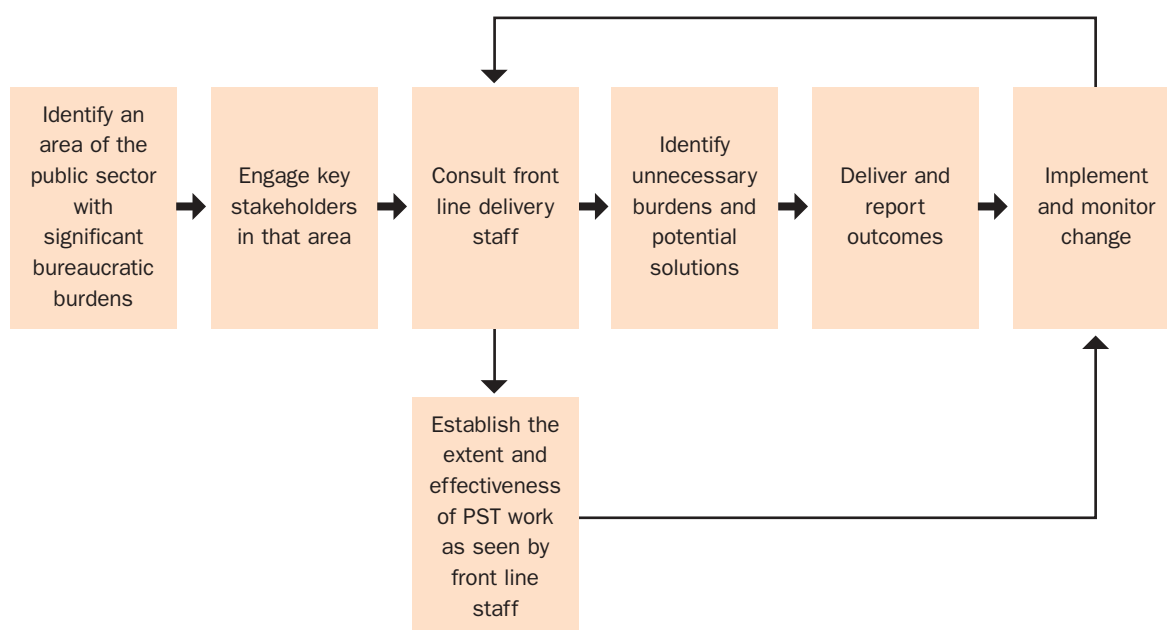 Identify an
area of the
public sector
with
significant
bureaucratic
burdens
Engage key
stakeholders
in that area
Consult front
line delivery
staff
Identify
unnecessary
burdens and
potential
solutions
Deliver and
report
outcomes
Implement
and monitor
change
Establish the
extent and
effectiveness
of PST work
as seen by
front line
staff